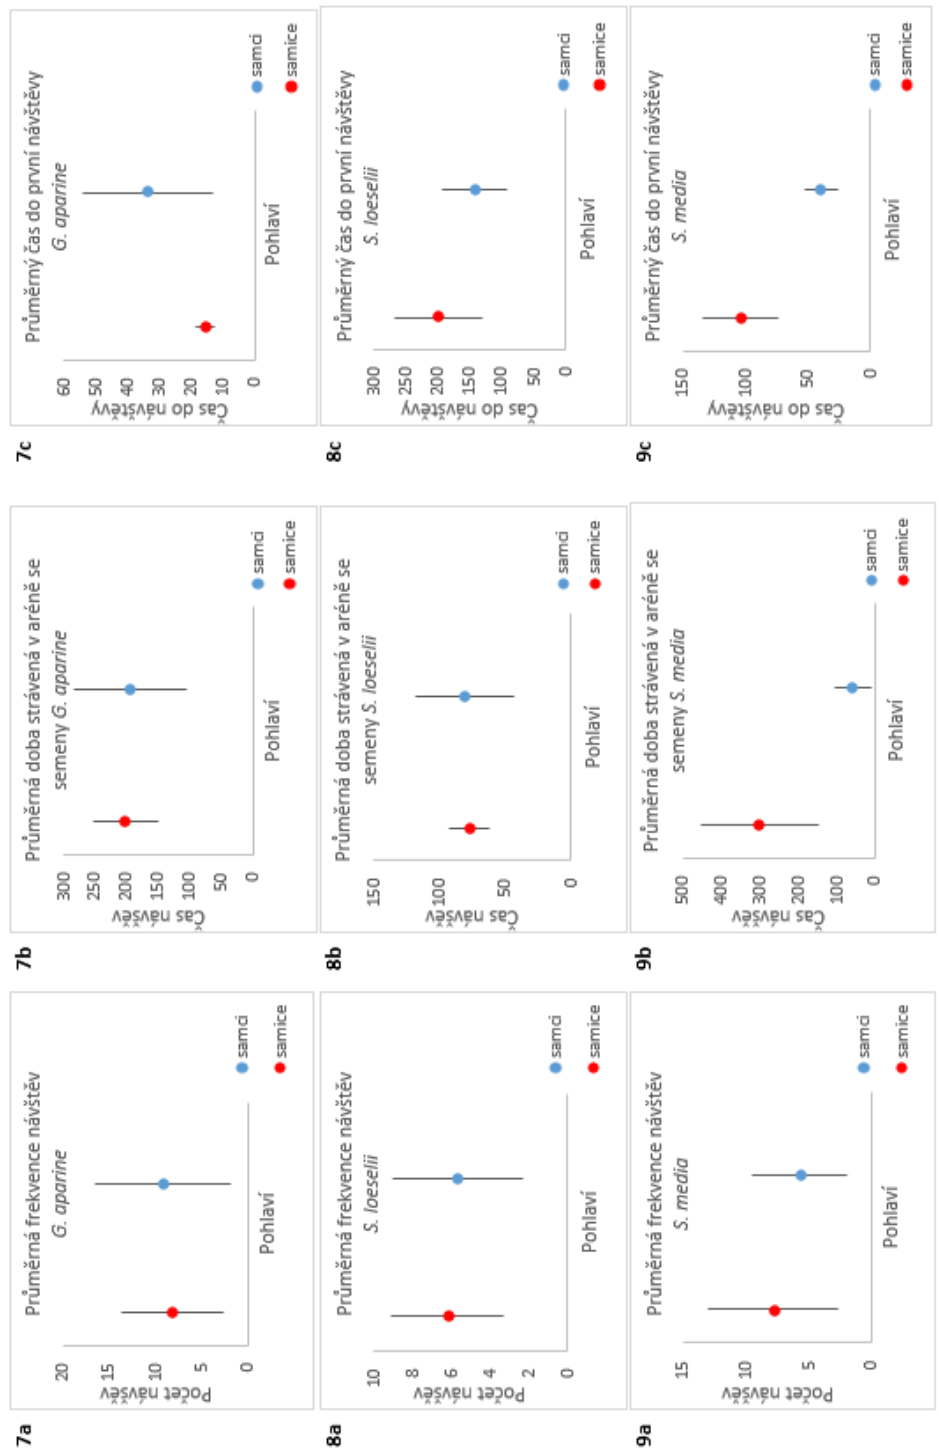 7a
Průměrná frekvence návštěv
G. aparine
Počet návšev
20
15
10
5
0
Pohlaví
samci
samice
7b
Průměrná doba strávená v aréně se
semeny G. aparine
Čas návšev
300
250
200
150
100
50
0
Pohlaví
samci
samice
7c
Průměrný čas do první návštěvy
G. aparine
Čas do návštěvy
60
50
40
30
20
10
0
Pohlaví
samci
samice
8a
Průměrná frekvence návštěv
S. loeselii
Počet návšev
10
8
6
4
2
0
Pohlaví
samci
samice
8b
Průměrná doba strávená v aréně se
semeny S. loeselii
Čas návšev
150
100
50
0
Pohlaví
samci
samice
8c
Průměrný čas do první návštěvy
S. loeselii
Čas do návštěvy
300
250
200
150
100
50
0
Pohlaví
samci
samice
9a
Průměrná frekvence návštěv
S. media
Počet návšev
15
10
5
0
Pohlaví
samci
samice
9b
Průměrná doba strávená v aréně se
semeny S. media
Čas návšev
500
400
300
200
100
0
Pohlaví
samci
samice
9c
Průměrný čas do první návštěvy
S. media
Čas do návštěvy
150
100
50
0
Pohlaví
samci
samice